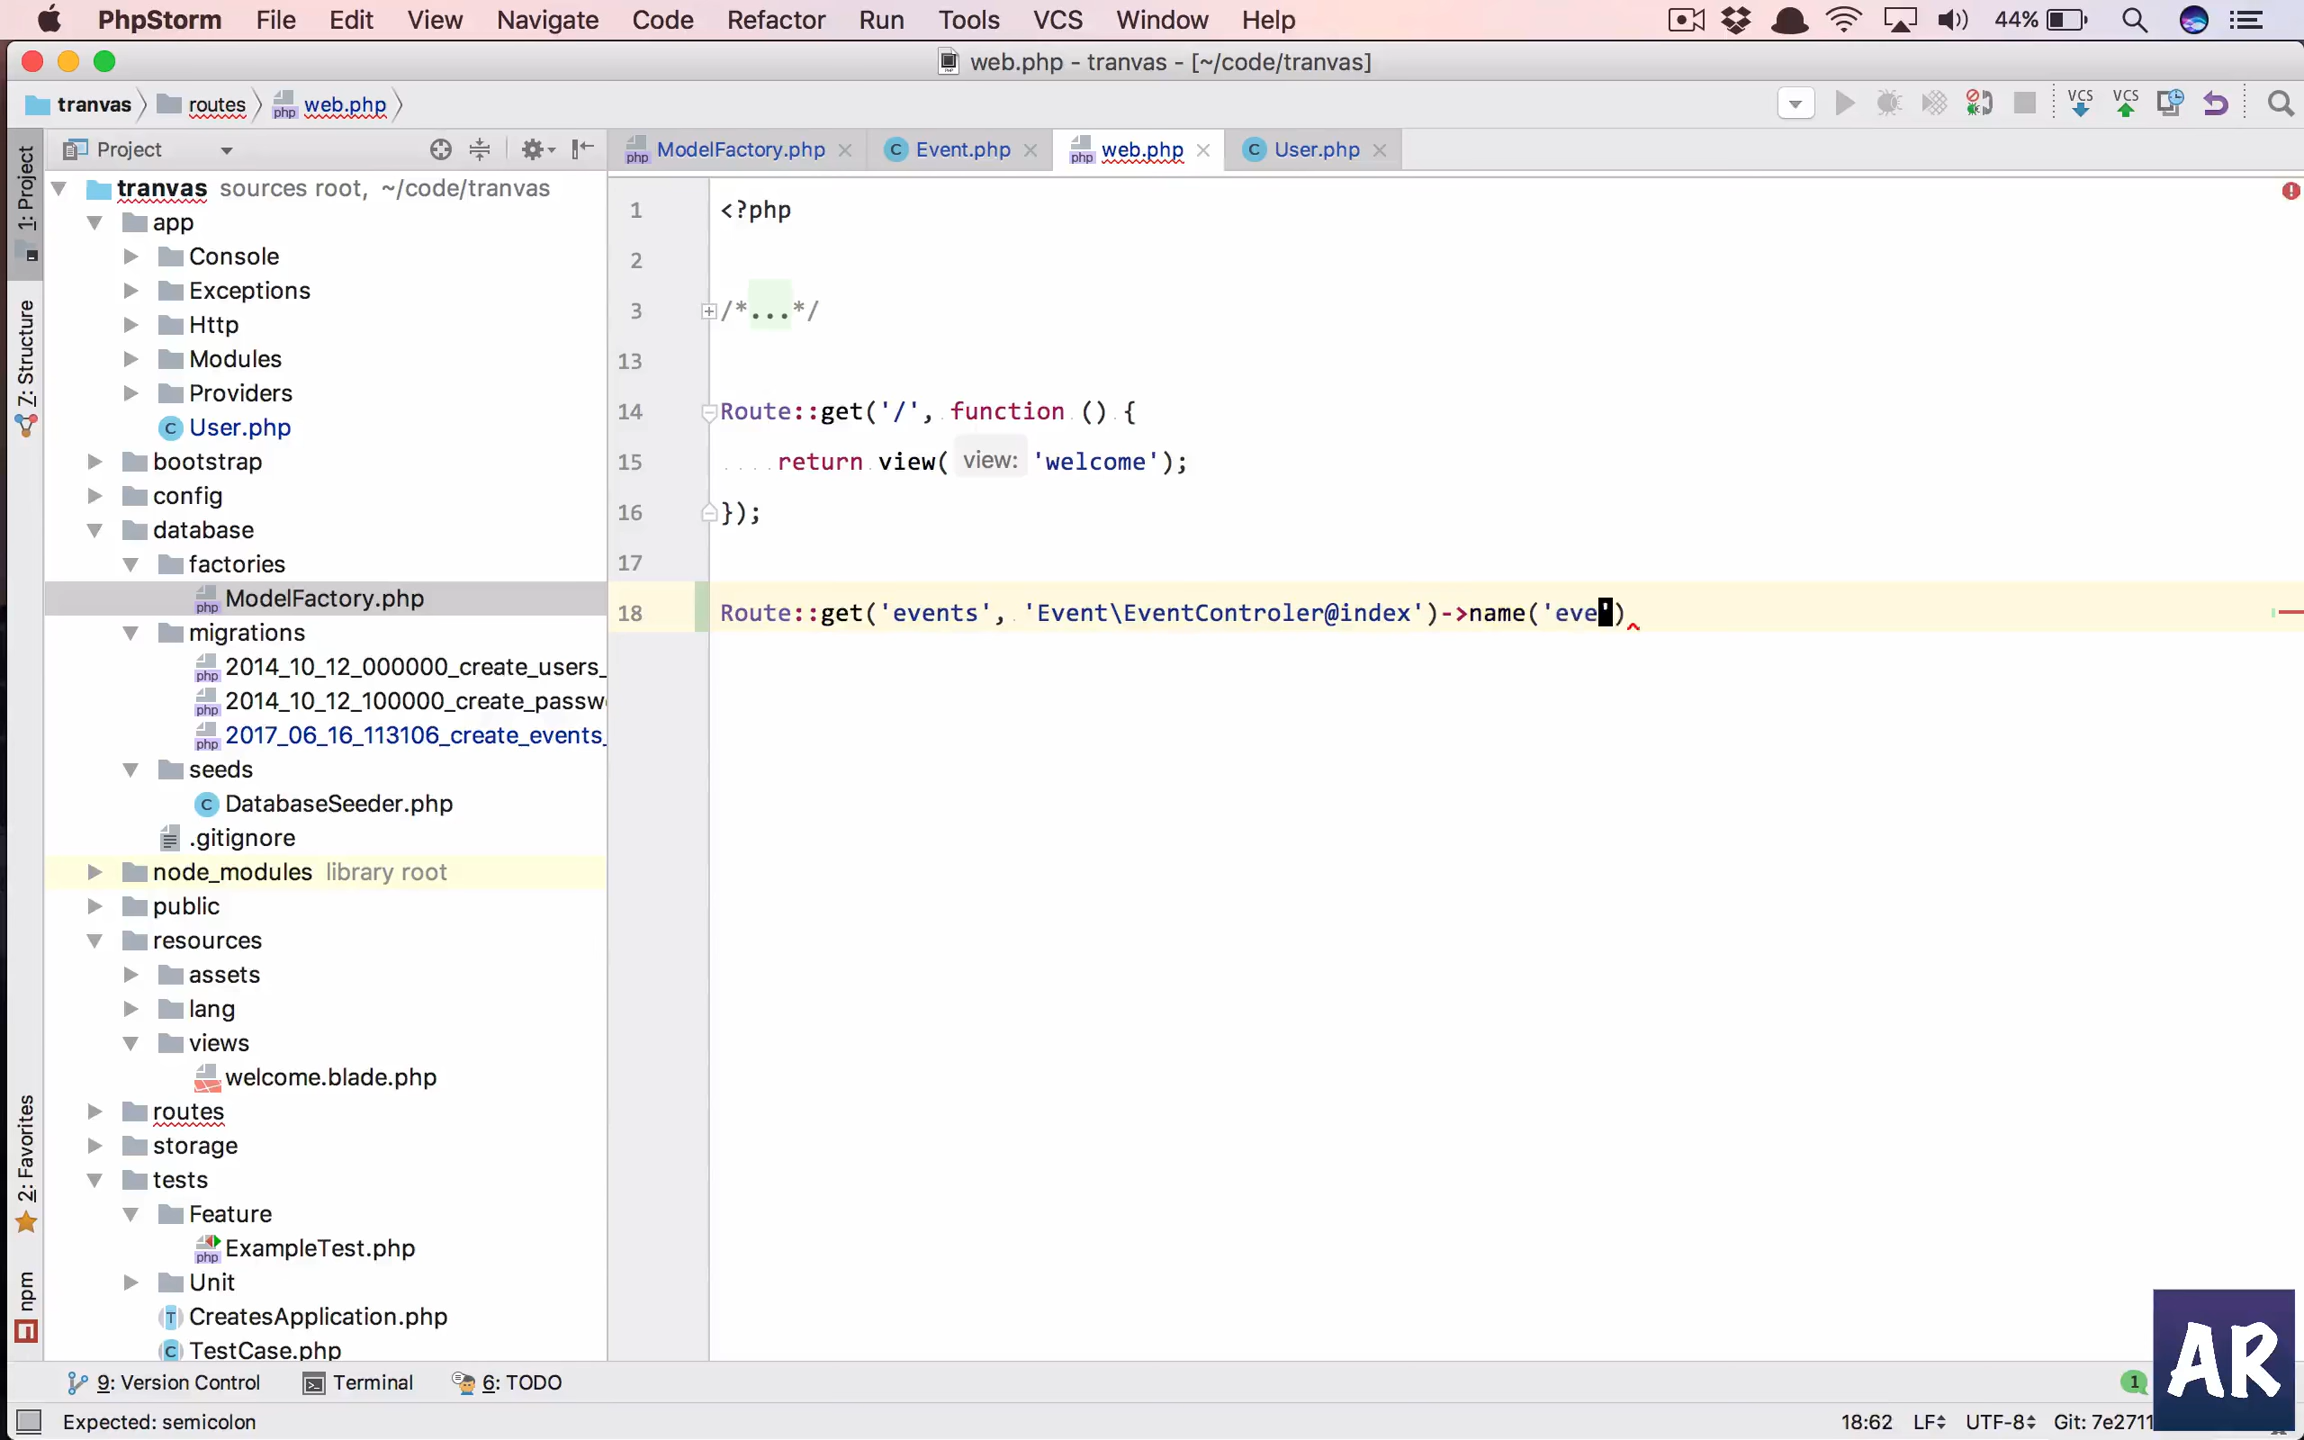 PhpStorm File Edit View Navigate Code Refactor Run Tools VCS Window Help 44%
web.php - tranvas - [~/code/tranvas]
tranvas routes web.php VCS VCS
Project ModelFactory.php Event.php web.php User.php
1: Project
7: Structure
2: Favorites
npm
tranvas sources root, ~/code/tranvas
app
Console
Exceptions
Http
Modules
Providers
User.php
bootstrap
config
database
factories
ModelFactory.php
migrations
2014_10_12_000000_create_users_
2014_10_12_100000_create_passw
2017_06_16_113106_create_events_
seeds
DatabaseSeeder.php
.gitignore
node_modules library root
public
resources
assets
lang
views
welcome.blade.php
routes
storage
tests
Feature
ExampleTest.php
Unit
CreatesApplication.php
TestCase.php
1 <?php
2
3 /*...*/
13
14 Route::get('/', function () {
15 return view( view: 'welcome');
16 });
17
18 Route::get('events', 'Event\EventControler@index')->name('eve')
9: Version Control Terminal 6: TODO 1
Expected: semicolon 18:62 LF UTF-8 Git: 7e2711
AR